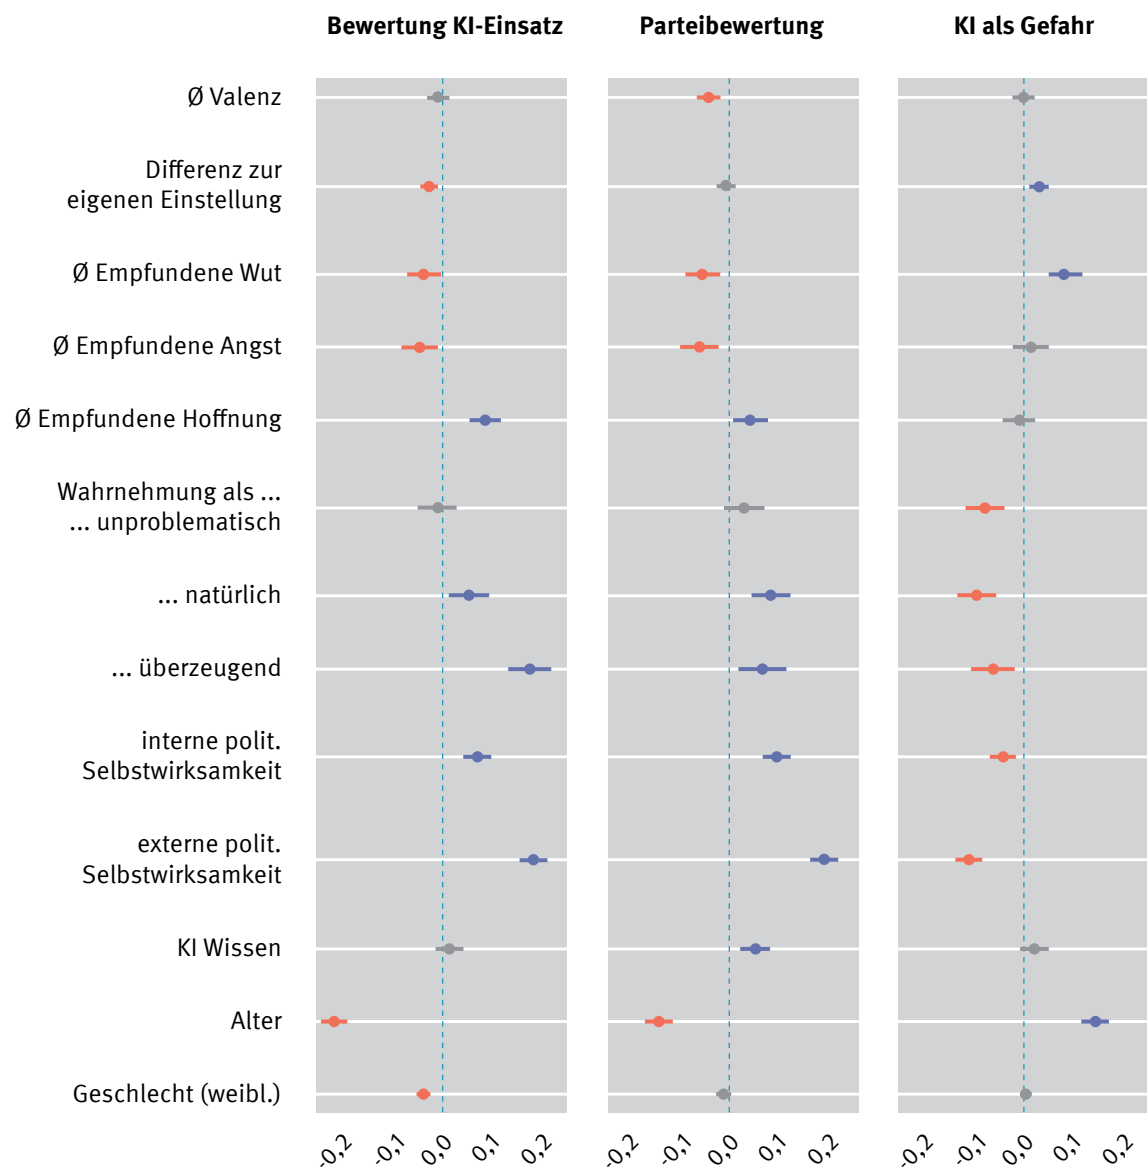 Bewertung KI-Einsatz
Parteibewertung
KI als Gefahr
Ø Valenz
Differenz zur
eigenen Einstellung
Ø Empfundene Wut
Ø Empfundene Angst
Ø Empfundene Hoffnung
Wahrnehmung als ...
... unproblematisch
... natürlich
... überzeugend
interne polit.
Selbstwirksamkeit
externe polit.
Selbstwirksamkeit
KI Wissen
Alter
Geschlecht (weibl.)
-0,2 -0,1 0,0 0,1 0,2
-0,2 -0,1 0,0 0,1 0,2
-0,2 -0,1 0,0 0,1 0,2